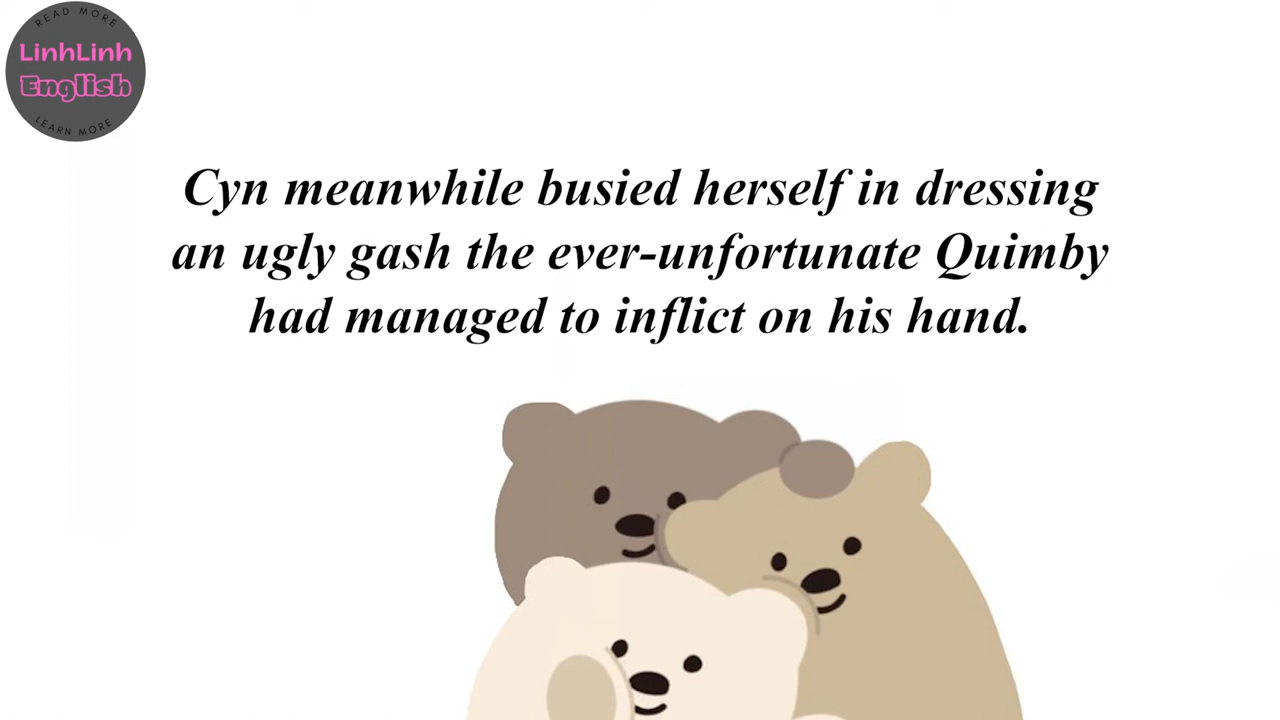 READ MORE
LinhLinh
English
LEARN MORE
Cyn meanwhile busied herself in dressing
an ugly gash the ever-unfortunate Quimby
had managed to inflict on his hand.